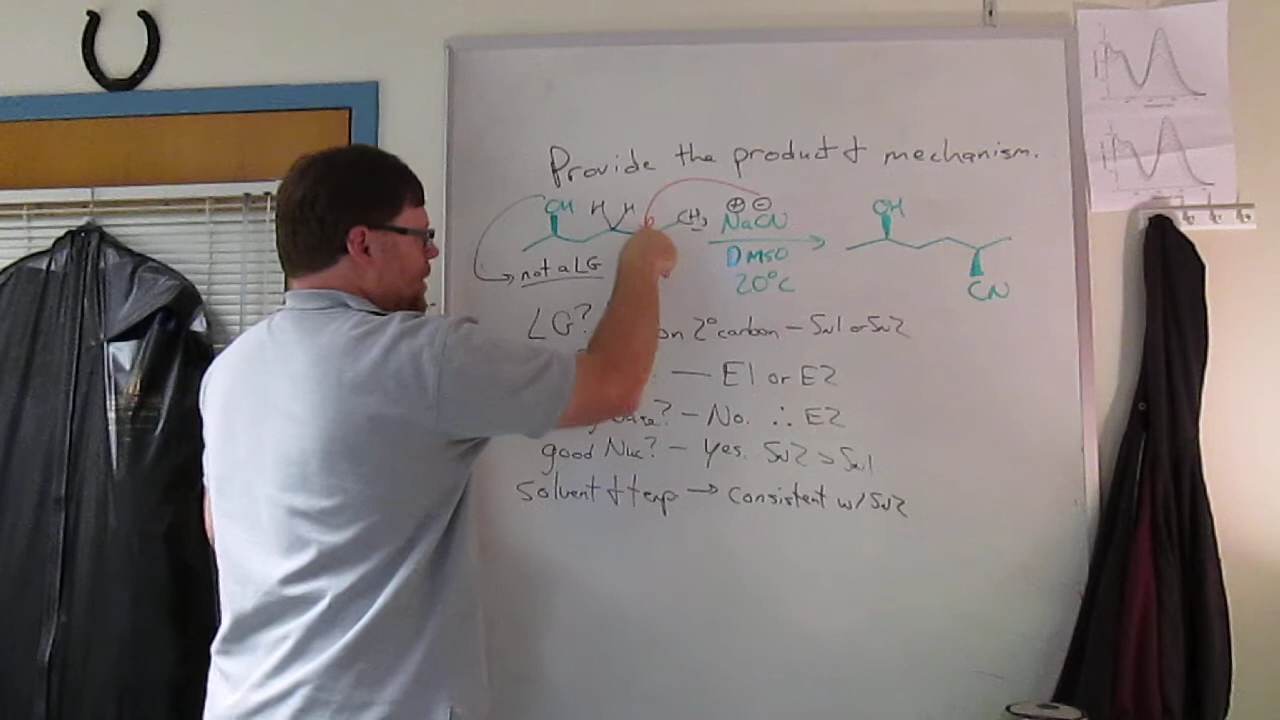 Provide the product & mechanism.
OH H H CH3 NaCN OH
⊕ ⊖
not a LG DMSO
20°C CN
LG? on 2° carbon - SN1 or SN2
— E1 or E2
base? - No. ∴ E2
good Nuc? - Yes. SN2 > SN1
Solvent & temp → Consistent w/ SN2